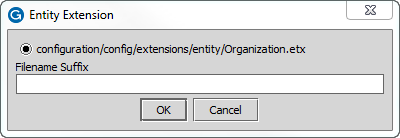 Entity Extension
configuration/config/extensions/entity/Organization.etx
Filename Suffix
OK Cancel